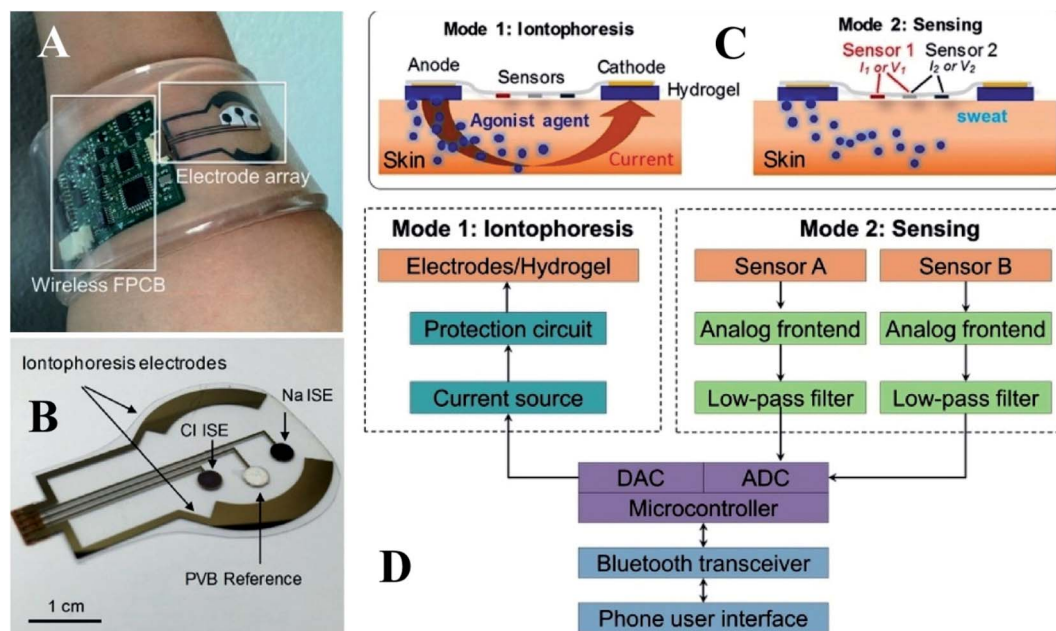 A
Electrode array
Wireless FPCB
B
Iontophoresis electrodes
Na ISE
Cl ISE
PVB Reference
1 cm
C
Mode 1: Iontophoresis
Anode
Sensors
Cathode
Hydrogel
Agonist agent
Skin
Current
Mode 2: Sensing
Sensor 1
I1 or V1
Sensor 2
I2 or V2
sweat
Skin
D
Mode 1: Iontophoresis
Electrodes/Hydrogel
Protection circuit
Current source
Mode 2: Sensing
Sensor A
Sensor B
Analog frontend
Analog frontend
Low-pass filter
Low-pass filter
DAC
ADC
Microcontroller
Bluetooth transceiver
Phone user interface